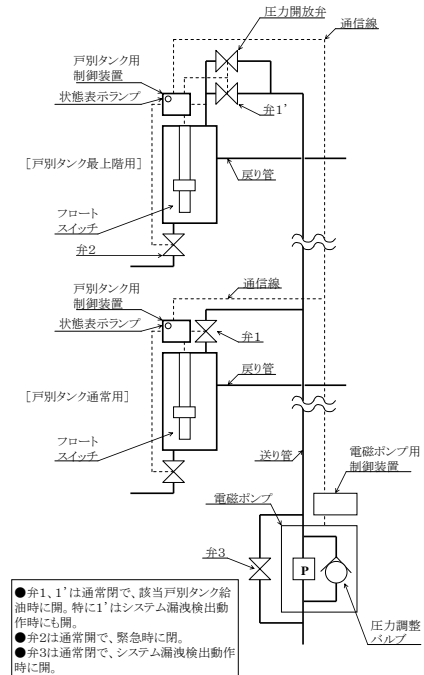 圧力開放弁
通信線
戸別タンク用
制御装置
状態表示ランプ
弁1'
[戸別タンク最上階用]
戻り管
フロート
スイッチ
弁2
戸別タンク用
制御装置
通信線
状態表示ランプ
弁1
[戸別タンク通常用]
戻り管
フロート
スイッチ
送り管
電磁ポンプ用
制御装置
電磁ポンプ
弁3
P
圧力調整
バルブ
●弁1、1'は通常閉で、該当戸別タンク給
油時に開。特に1'はシステム漏洩検出動
作時にも開。
●弁2は通常開で、緊急時に閉。
●弁3は通常閉で、システム漏洩検出動作
時に開。